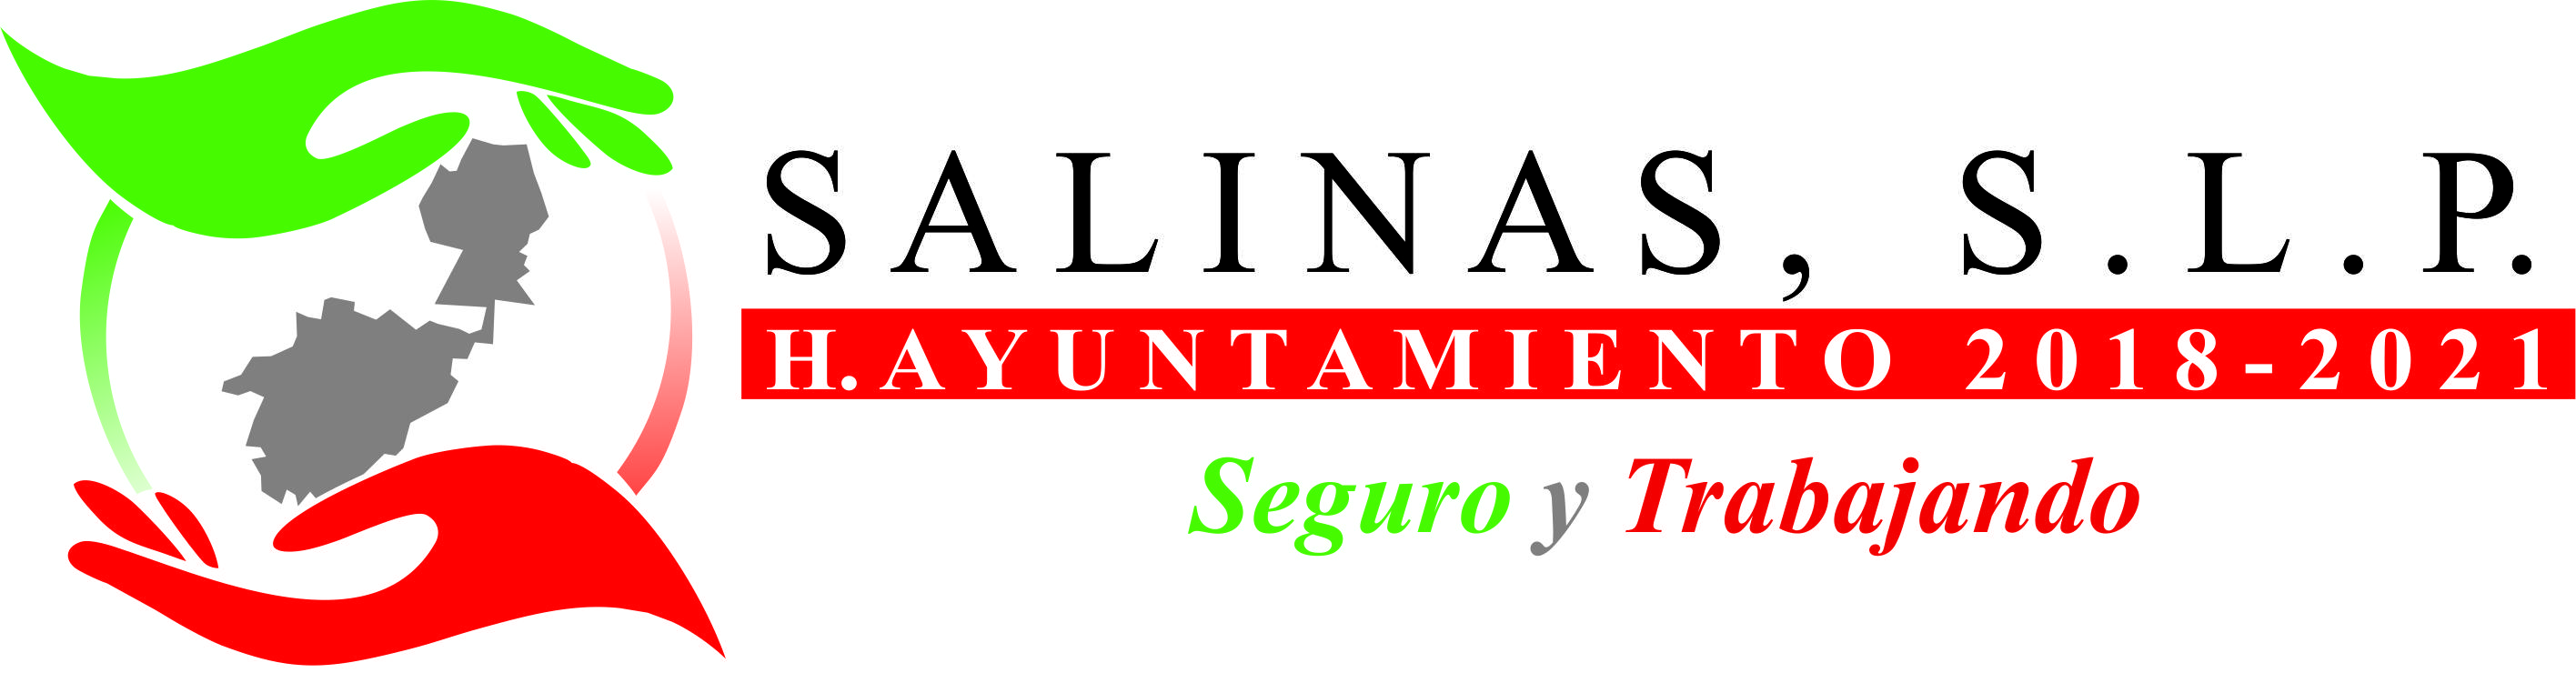 SALINAS, S.L.P.
H. AYUNTAMIENTO 2018-2021
Seguro y Trabajando